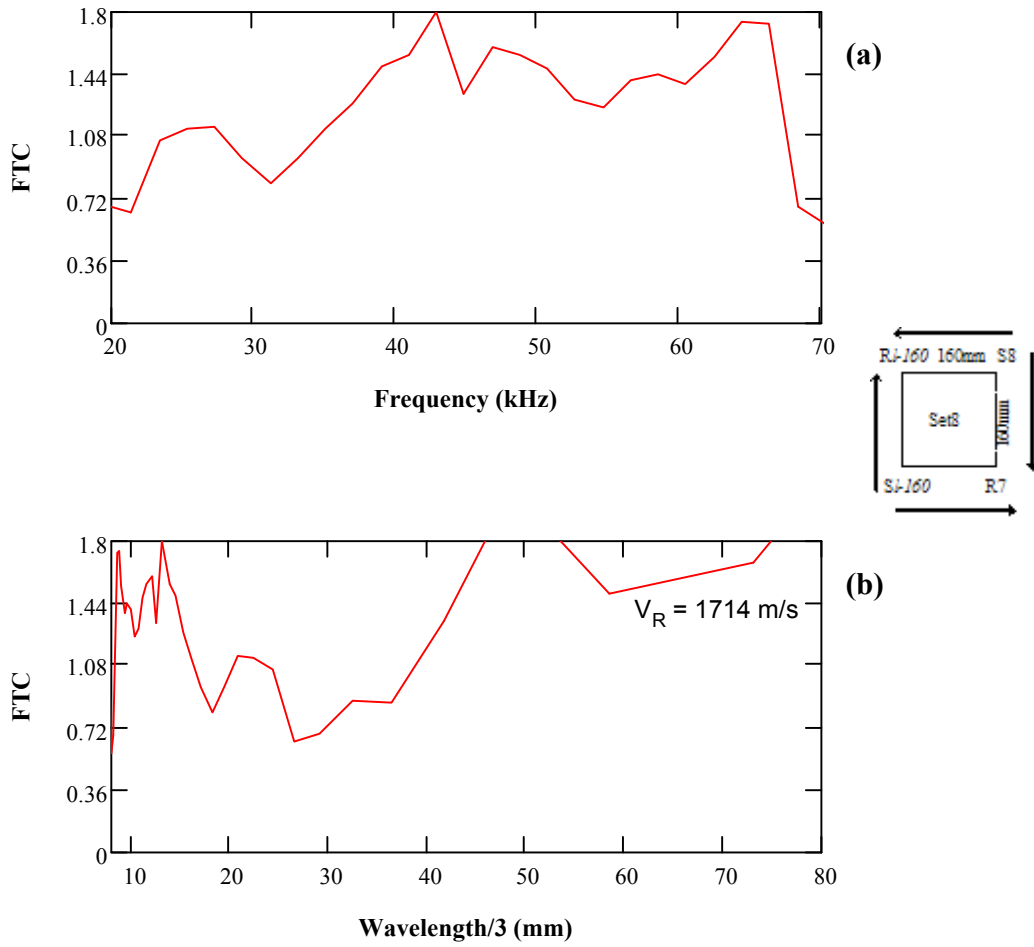 (a)
FTC
1.8
1.44
1.08
0.72
0.36
0
20 30 40 50 60 70
Frequency (kHz)
Ri-160 160mm S8
Set8
160mm
Si-160 R7
(b)
FTC
1.8
1.44
1.08
0.72
0.36
0
10 20 30 40 50 60 70 80
V_R = 1714 m/s
Wavelength/3 (mm)